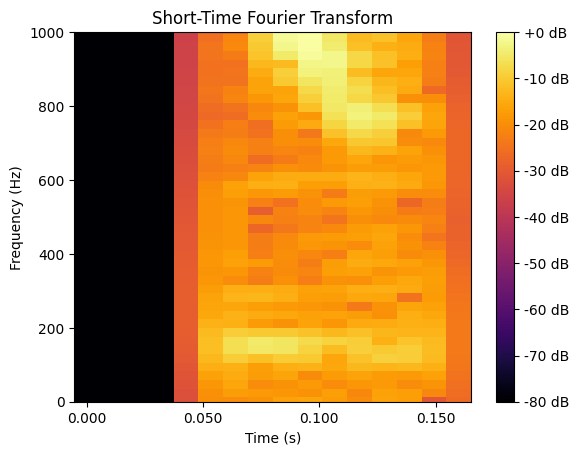 Short-Time Fourier Transform
1000
800
600
400
200
0
Frequency (Hz)
0.000
0.050
0.100
0.150
Time (s)
+0 dB
-10 dB
-20 dB
-30 dB
-40 dB
-50 dB
-60 dB
-70 dB
-80 dB